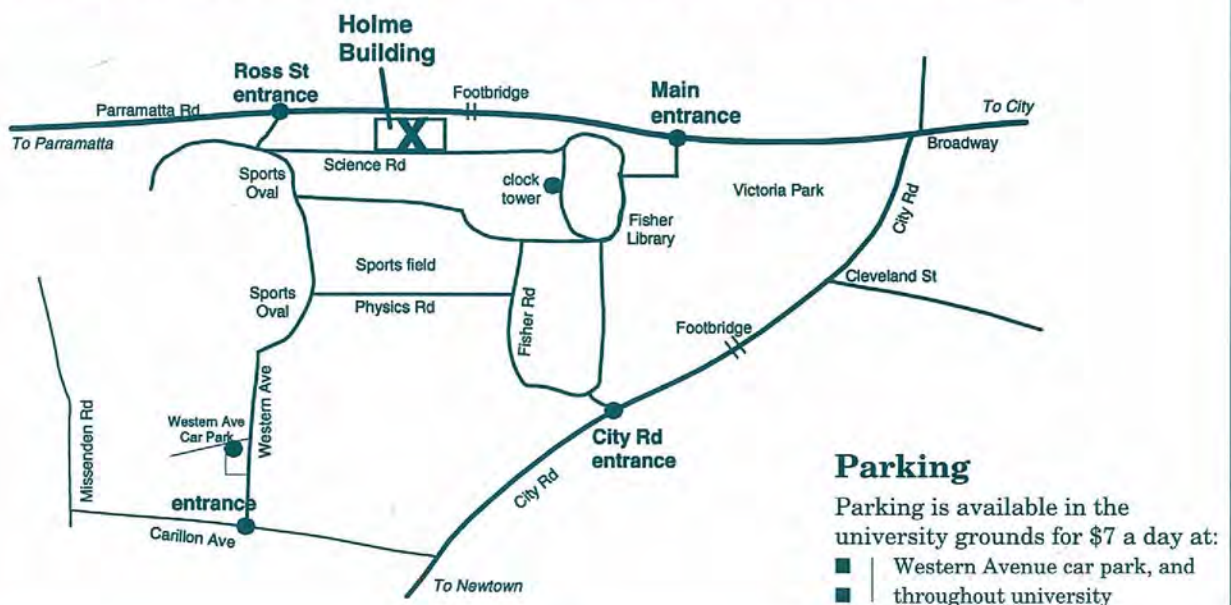 Holme
Building
Ross St
entrance
Footbridge
Main
entrance
Parramatta Rd
To City
To Parramatta
Broadway
Science Rd
Sports
Oval
clock
tower
Victoria Park
City Rd
Fisher
Library
Sports field
Cleveland St
Sports
Oval
Physics Rd
Fisher Rd
Footbridge
Missenden Rd
Western Ave
Car Park
Western Ave
City Rd
entrance
City Rd
entrance
Carillon Ave
To Newtown
Parking
Parking is available in the
university grounds for $7 a day at:
Western Avenue car park, and
throughout university